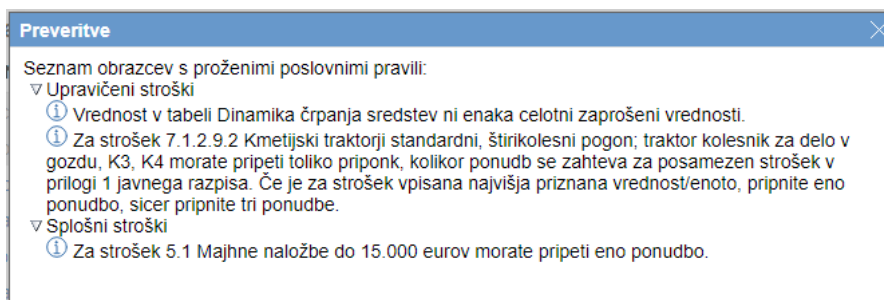 Preveritve
Seznam obrazcev s proženimi poslovnimi pravili:
Upravičeni stroški
Vrednost v tabeli Dinamika črpanja sredstev ni enaka celotni zaprošeni vrednosti.
Za strošek 7.1.2.9.2 Kmetijski traktorji standardni, štirikolesni pogon; traktor kolesnik za delo v
gozdu, K3, K4 morate pripeti toliko priponk, kolikor ponudb se zahteva za posamezen strošek v
prilogi 1 javnega razpisa. Če je za strošek vpisana najvišja priznana vrednost/enoto, pripnite eno
ponudbo, sicer pripnite tri ponudbe.
Splošni stroški
Za strošek 5.1 Majhne naložbe do 15.000 eurov morate pripeti eno ponudbo.